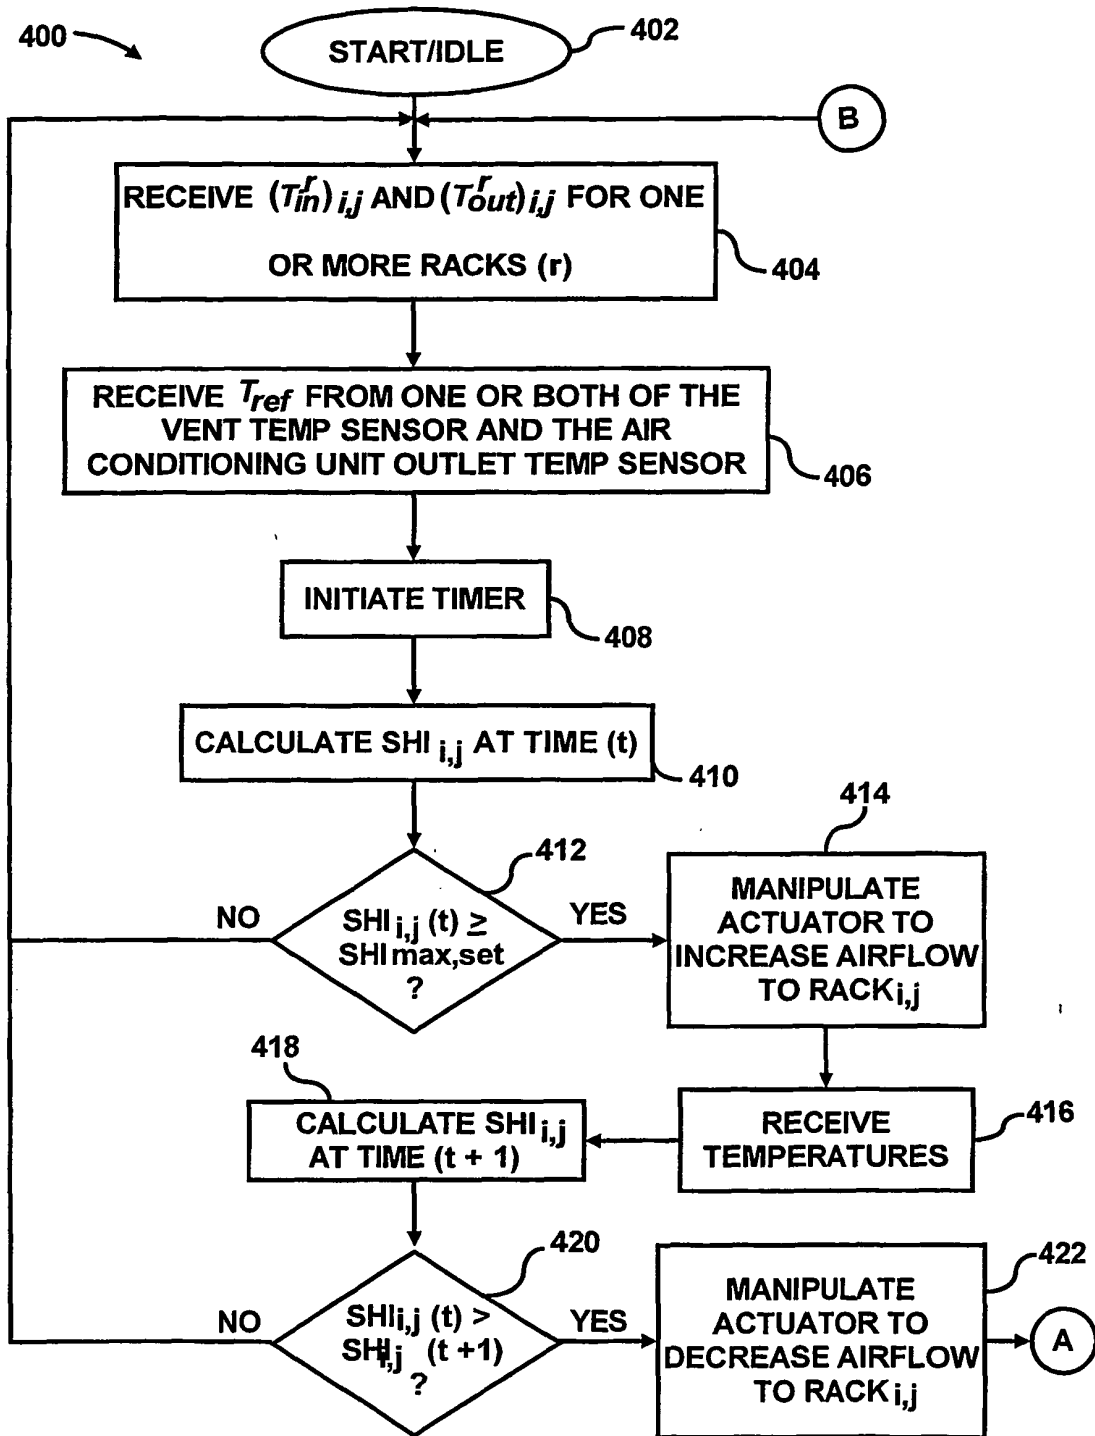 400
START/IDLE
402
B
RECEIVE (T^r_in)i,j AND (T^r_out)i,j FOR ONE
OR MORE RACKS (r)
404
RECEIVE T_ref FROM ONE OR BOTH OF THE
VENT TEMP SENSOR AND THE AIR
CONDITIONING UNIT OUTLET TEMP SENSOR
406
INITIATE TIMER
408
CALCULATE SHI i,j AT TIME (t)
410
412
SHI i,j (t) ≥
SHI max,set
?
NO
YES
414
MANIPULATE
ACTUATOR TO
INCREASE AIRFLOW
TO RACK i,j
RECEIVE
TEMPERATURES
416
418
CALCULATE SHI i,j
AT TIME (t + 1)
420
SHI i,j (t) >
SHI i,j (t +1)
?
NO
YES
422
MANIPULATE
ACTUATOR TO
DECREASE AIRFLOW
TO RACK i,j
A